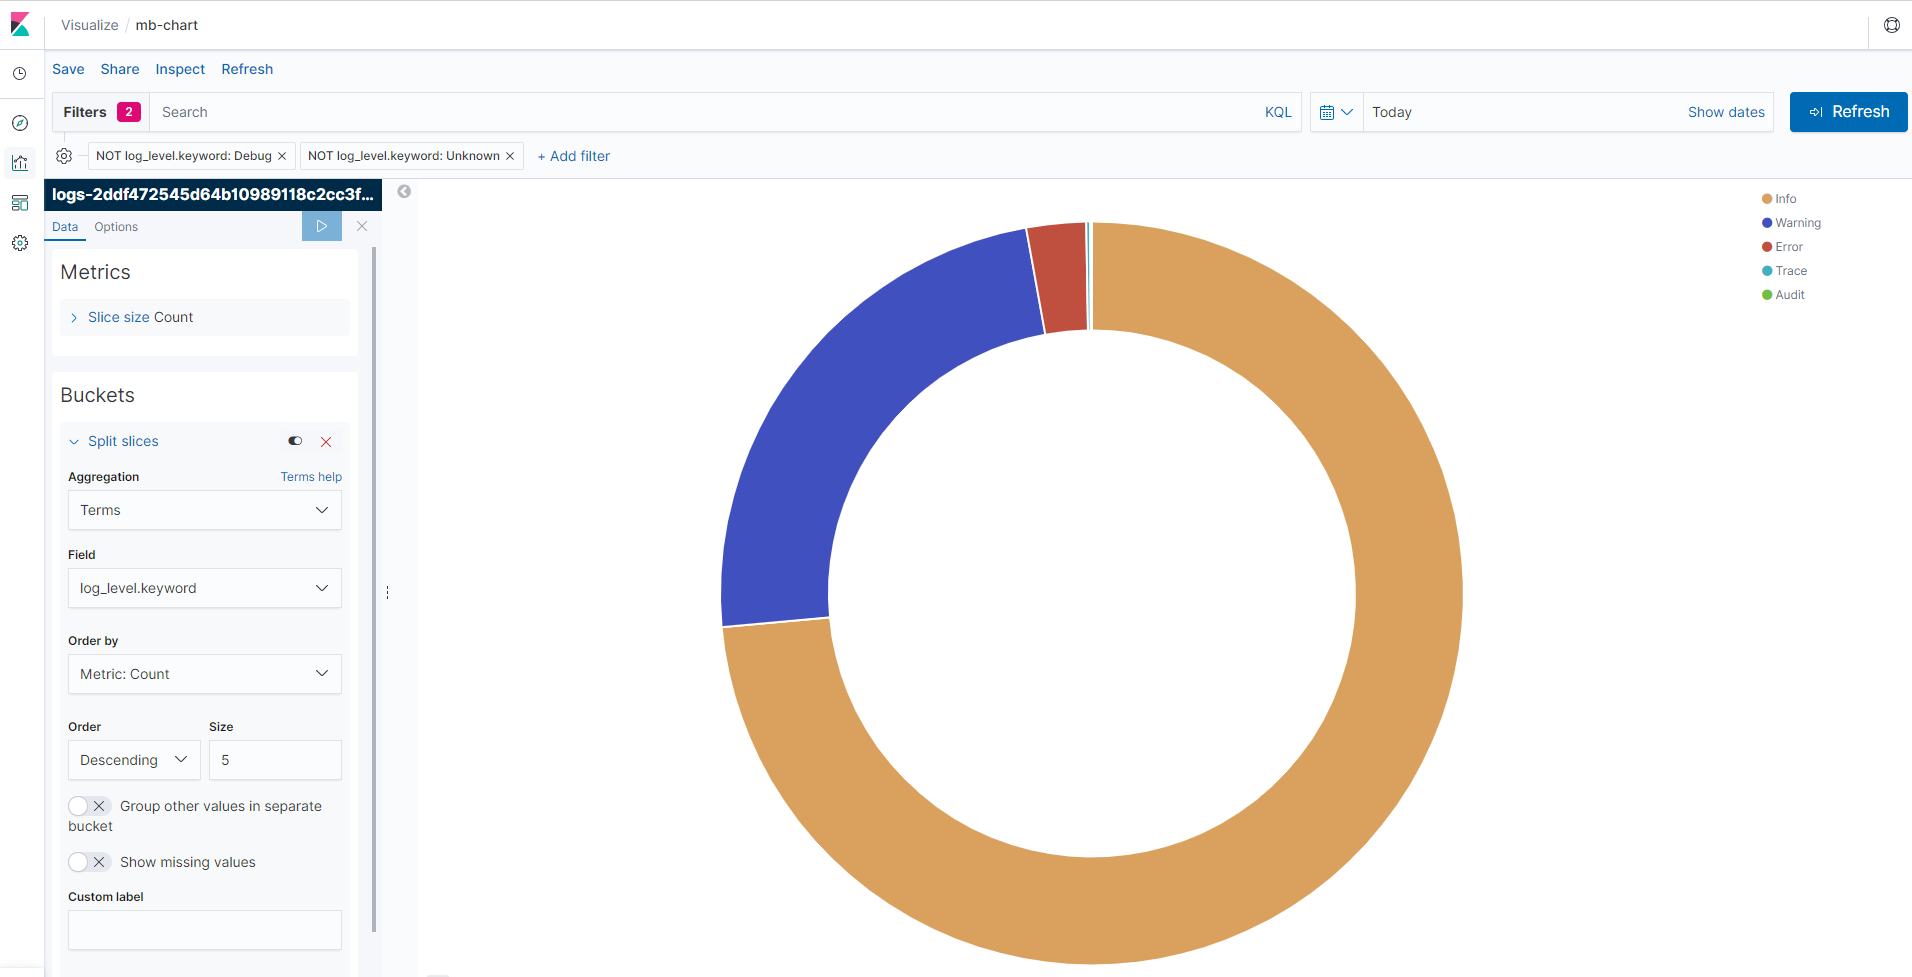 Visualize / mb-chart
Save Share Inspect Refresh
Filters 2 Search KQL Today Show dates Refresh
NOT log_level.keyword: Debug × NOT log_level.keyword: Unknown × + Add filter
logs-2ddf472545d64b10989118c2cc3f...
Data Options
Metrics
Slice size Count
Buckets
Split slices
Aggregation Terms help
Terms
Field
log_level.keyword
Order by
Metric: Count
Order Size
Descending 5
Group other values in separate
bucket
Show missing values
Custom label
Info
Warning
Error
Trace
Audit